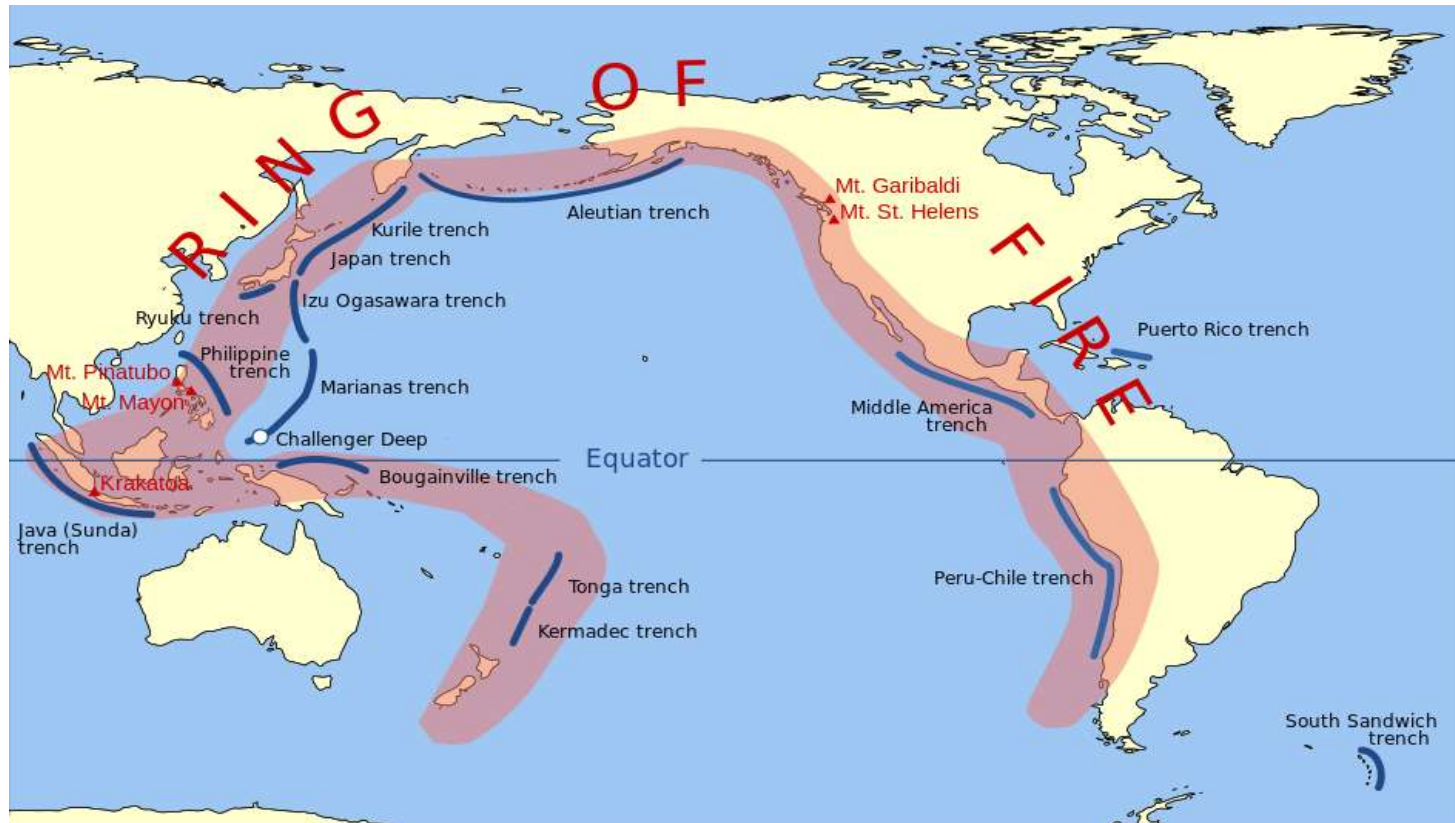 RING OF FIRE
Mt. Garibaldi
Mt. St. Helens
Aleutian trench
Kurile trench
Japan trench
Izu Ogasawara trench
Ryuku trench
Puerto Rico trench
Philippine
trench
Mt. Pinatubo
Marianas trench
Mt. Mayon
Middle America
trench
Challenger Deep
Equator
Bougainville trench
Krakatoa
Java (Sunda)
trench
Peru-Chile trench
Tonga trench
Kermadec trench
South Sandwich
trench